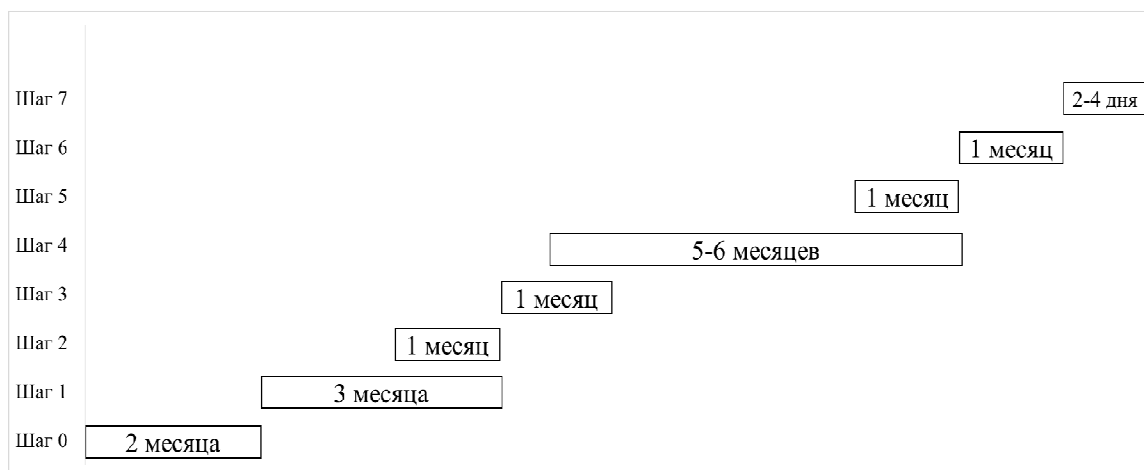 Шаг 7 2-4 дня
Шаг 6 1 месяц
Шаг 5 1 месяц
Шаг 4 5-6 месяцев
Шаг 3 1 месяц
Шаг 2 1 месяц
Шаг 1 3 месяца
Шаг 0 2 месяца